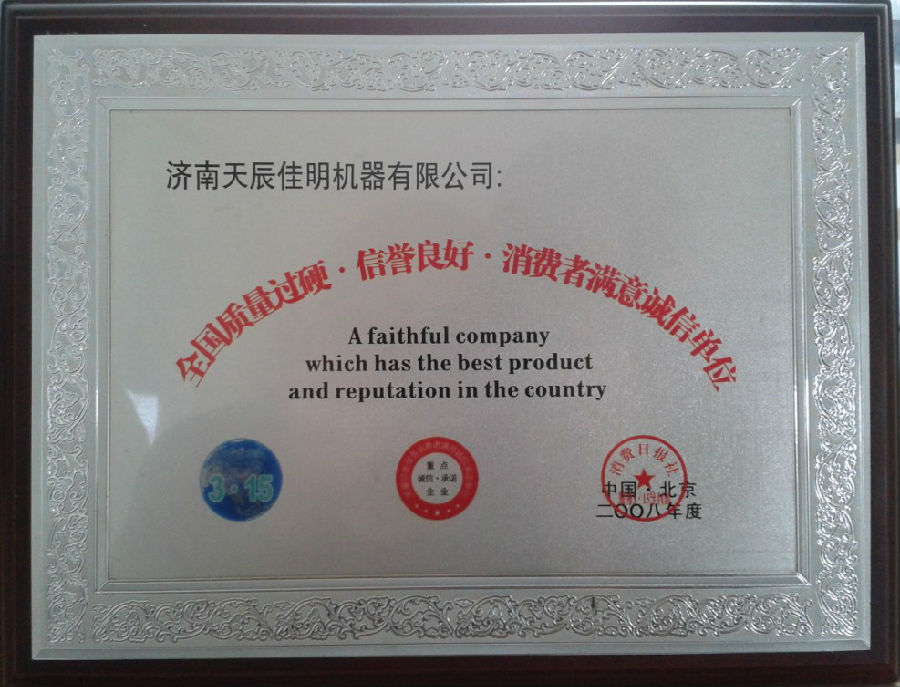 济南天辰佳明机器有限公司:
全国质量过硬·信誉良好·消费者满意诚信单位
A faithful company
which has the best product
and reputation in the country
3·15
重点
诚信·承诺
企业
消费日报社
中国·北京
二〇〇八年度